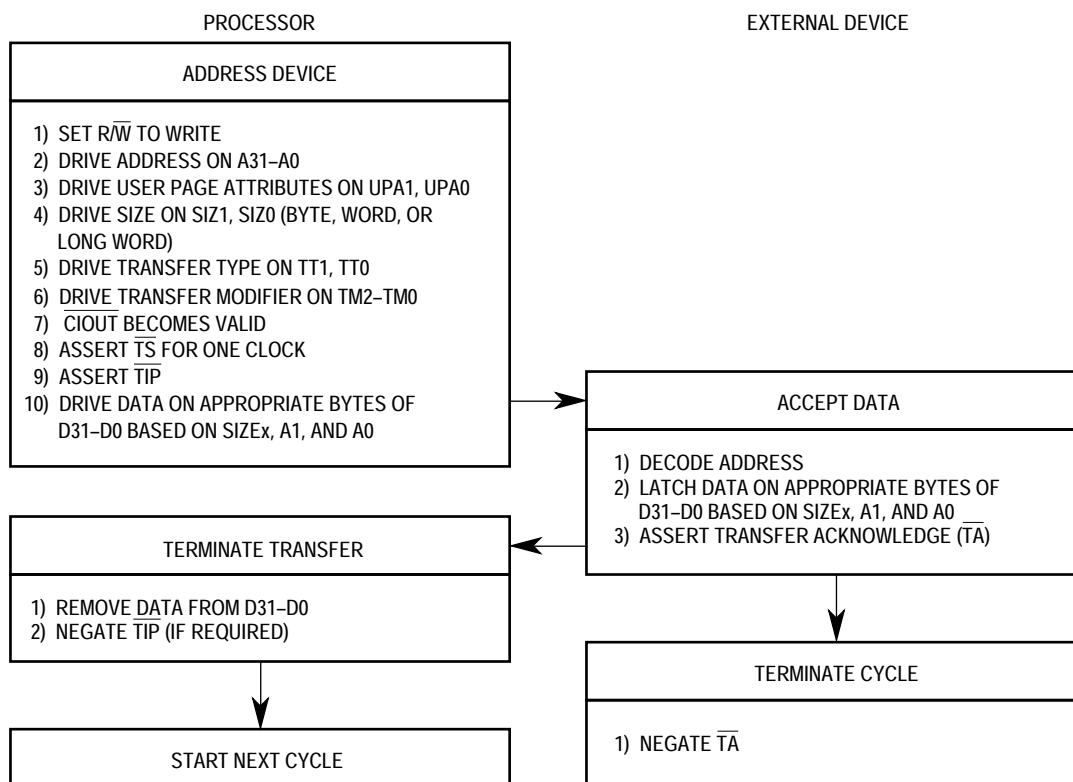 PROCESSOR
EXTERNAL DEVICE
ADDRESS DEVICE
1) SET R/W̅ TO WRITE
2) DRIVE ADDRESS ON A31–A0
3) DRIVE USER PAGE ATTRIBUTES ON UPA1, UPA0
4) DRIVE SIZE ON SIZ1, SIZ0 (BYTE, WORD, OR
LONG WORD)
5) DRIVE TRANSFER TYPE ON TT1, TT0
6) DRIVE TRANSFER MODIFIER ON TM2–TM0
7) C̅I̅O̅U̅T̅ BECOMES VALID
8) ASSERT T̅S̅ FOR ONE CLOCK
9) ASSERT T̅I̅P̅
10) DRIVE DATA ON APPROPRIATE BYTES OF
D31–D0 BASED ON SIZEx, A1, AND A0
ACCEPT DATA
1) DECODE ADDRESS
2) LATCH DATA ON APPROPRIATE BYTES OF
D31–D0 BASED ON SIZEx, A1, AND A0
3) ASSERT TRANSFER ACKNOWLEDGE (T̅A̅)
TERMINATE TRANSFER
1) REMOVE DATA FROM D31–D0
2) NEGATE T̅I̅P̅ (IF REQUIRED)
TERMINATE CYCLE
1) NEGATE T̅A̅
START NEXT CYCLE